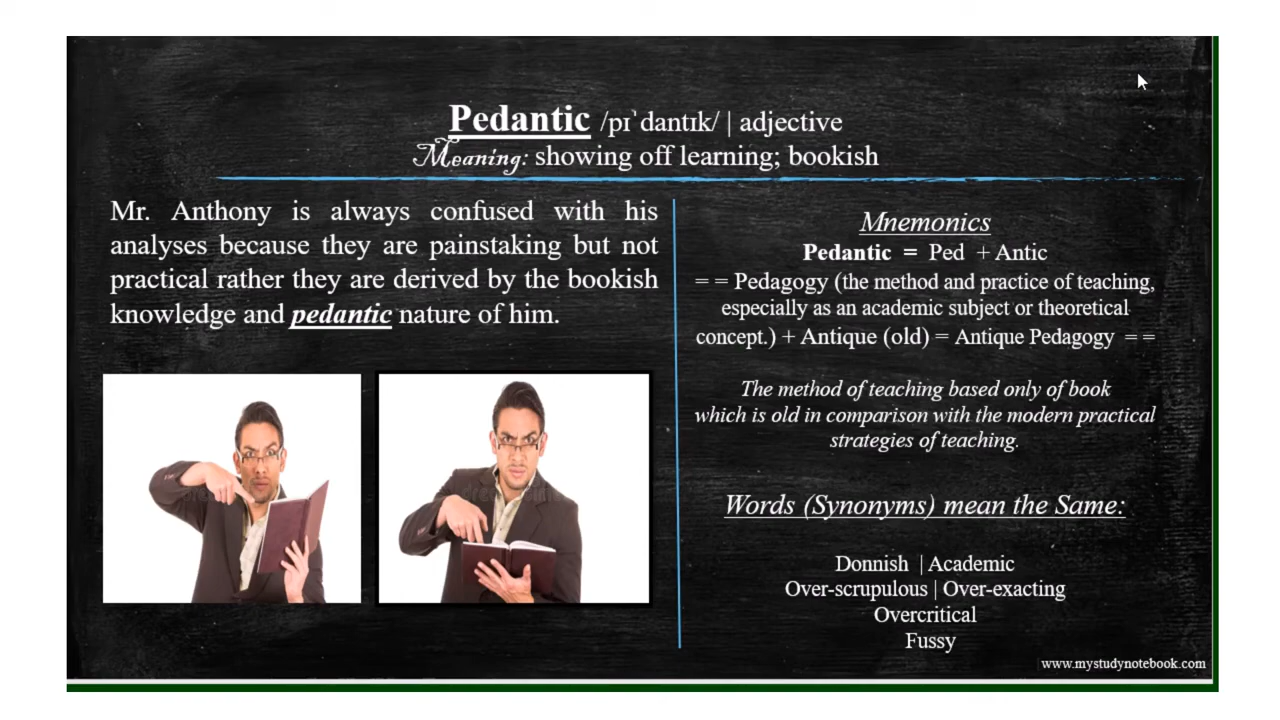 Pedantic /pɪˋdantɪk/ | adjective
Meaning: showing off learning; bookish
Mr. Anthony is always confused with his
analyses because they are painstaking but not
practical rather they are derived by the bookish
knowledge and pedantic nature of him.
Mnemonics
Pedantic = Ped + Antic
= = Pedagogy (the method and practice of teaching,
especially as an academic subject or theoretical
concept.) + Antique (old) = Antique Pedagogy = =
The method of teaching based only of book
which is old in comparison with the modern practical
strategies of teaching.
Words (Synonyms) mean the Same:
Donnish | Academic
Over-scrupulous | Over-exacting
Overcritical
Fussy
www.mystudynotebook.com